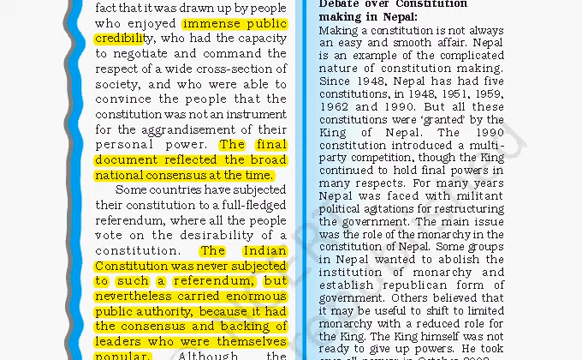 fact that it was drawn up by people
who enjoyed immense public
credibility, who had the capacity
to negotiate and command the
respect of a wide cross-section of
society, and who were able to
convince the people that the
constitution was not an instrument
for the aggrandisement of their
personal power. The final
document reflected the broad
national consensus at the time.
Some countries have subjected
their constitution to a full-fledged
referendum, where all the people
vote on the desirability of a
constitution. The Indian
Constitution was never subjected
to such a referendum, but
nevertheless carried enormous
public authority, because it had
the consensus and backing of
leaders who were themselves
popular. Although the
Debate over Constitution
making in Nepal:
Making a constitution is not always
an easy and smooth affair. Nepal
is an example of the complicated
nature of constitution making.
Since 1948, Nepal has had five
constitutions, in 1948, 1951, 1959,
1962 and 1990. But all these
constitutions were ‘granted’ by the
King of Nepal. The 1990
constitution introduced a multi-
party competition, though the King
continued to hold final powers in
many respects. For many years
Nepal was faced with militant
political agitations for restructuring
the government. The main issue
was the role of the monarchy in the
constitution of Nepal. Some groups
in Nepal wanted to abolish the
institution of monarchy and
establish republican form of
government. Others believed that
it may be useful to shift to limited
monarchy with a reduced role for
the King. The King himself was not
ready to give up powers. He took